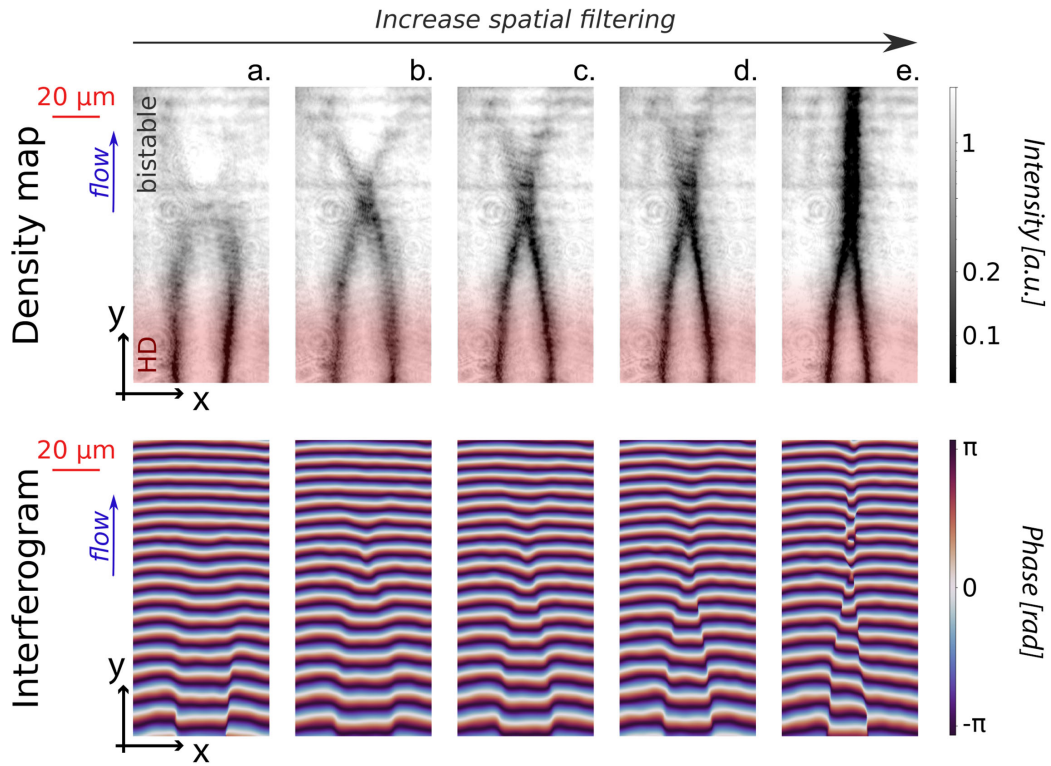 Increase spatial filtering
a. b. c. d. e.
20 µm
Density map
flow
bistable
HD
y
x
Intensity [a.u.]
1
0.2
0.1
20 µm
Interferogram
flow
y
x
Phase [rad]
π
0
-π